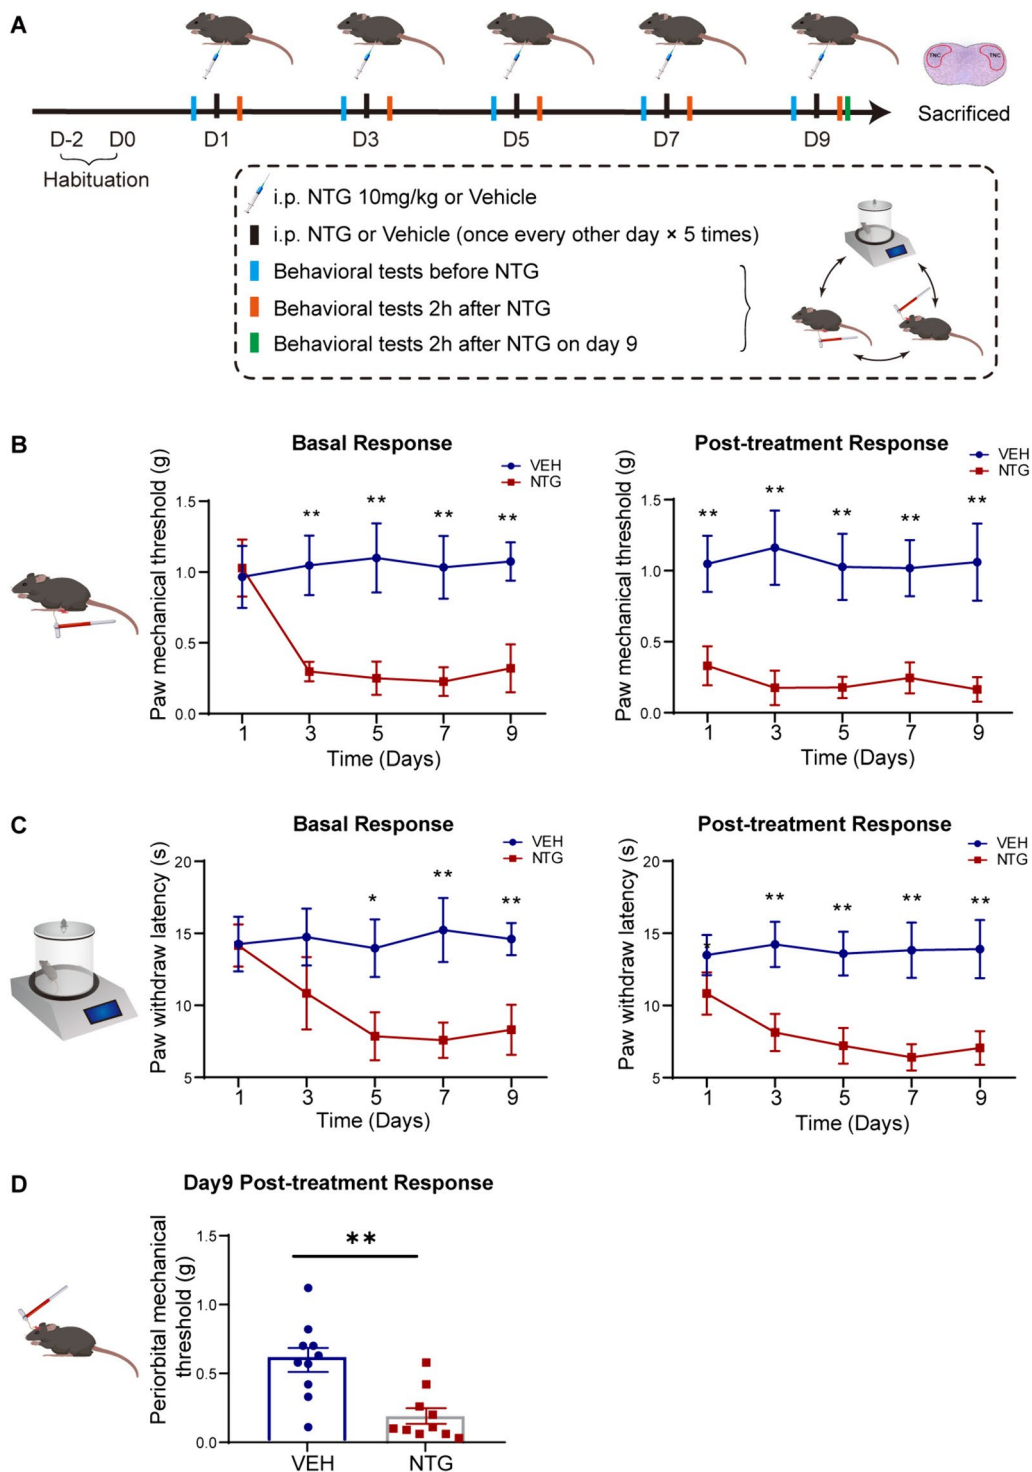 A
TNC TNC
Sacrificed
D-2 D0 D1 D3 D5 D7 D9
Habituation
i.p. NTG 10mg/kg or Vehicle
i.p. NTG or Vehicle (once every other day × 5 times)
Behavioral tests before NTG
Behavioral tests 2h after NTG
Behavioral tests 2h after NTG on day 9
B
Basal Response
VEH
NTG
Paw mechanical threshold (g)
1.5
1.0
0.5
0.0
** ** ** **
1 3 5 7 9
Time (Days)
Post-treatment Response
VEH
NTG
Paw mechanical threshold (g)
1.5
1.0
0.5
0.0
** ** ** ** **
1 3 5 7 9
Time (Days)
C
Basal Response
VEH
NTG
Paw withdraw latency (s)
20
15
10
5
* ** **
1 3 5 7 9
Time (Days)
Post-treatment Response
VEH
NTG
Paw withdraw latency (s)
20
15
10
5
* ** ** ** **
1 3 5 7 9
Time (Days)
D
Day9 Post-treatment Response
Periorbital mechanical
threshold (g)
1.5
1.0
0.5
0.0
**
VEH NTG